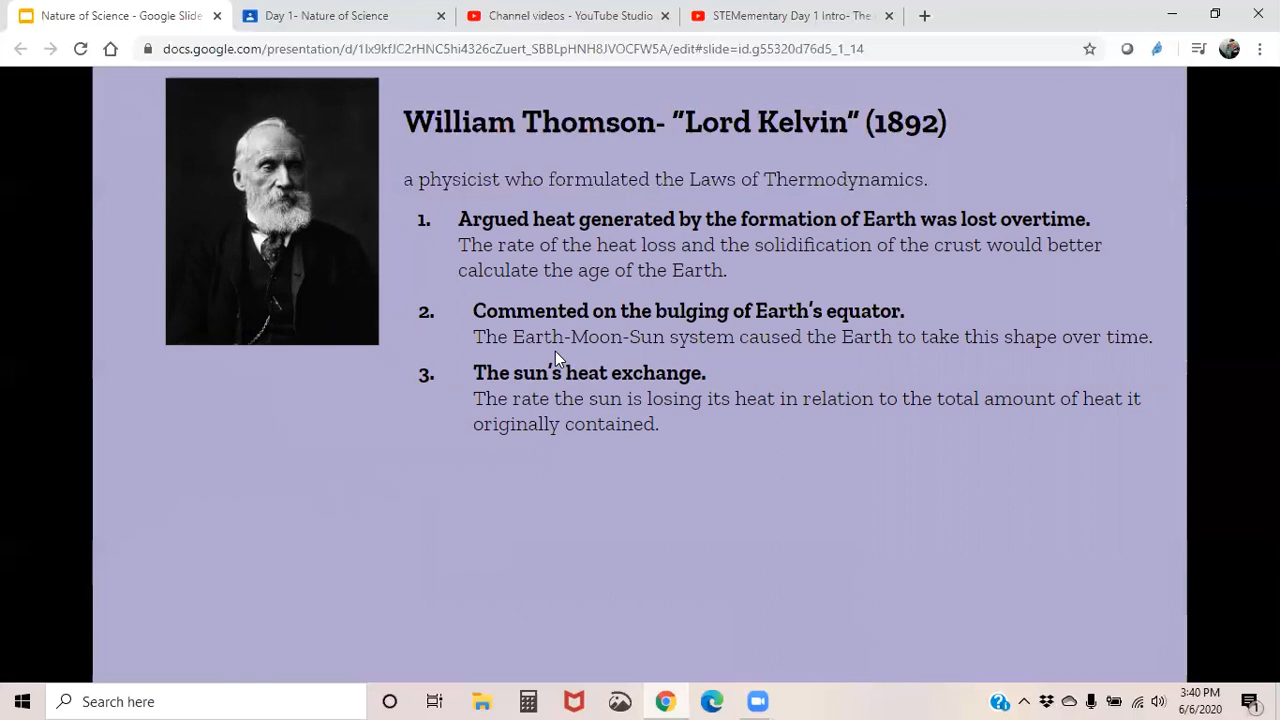 Nature of Science - Google Slide
Day 1- Nature of Science
Channel videos - YouTube Studio
STEMementary Day 1 Intro- The
docs.google.com/presentation/d/1Ix9kfJC2rHNC5hi4326cZuert_SBBLpHNH8JVOCFW5A/edit#slide=id.g55320d76d5_1_14
William Thomson- "Lord Kelvin" (1892)
a physicist who formulated the Laws of Thermodynamics.
1. Argued heat generated by the formation of Earth was lost overtime.
The rate of the heat loss and the solidification of the crust would better
calculate the age of the Earth.
2. Commented on the bulging of Earth's equator.
The Earth-Moon-Sun system caused the Earth to take this shape over time.
3. The sun's heat exchange.
The rate the sun is losing its heat in relation to the total amount of heat it
originally contained.
Search here
3:40 PM
6/6/2020